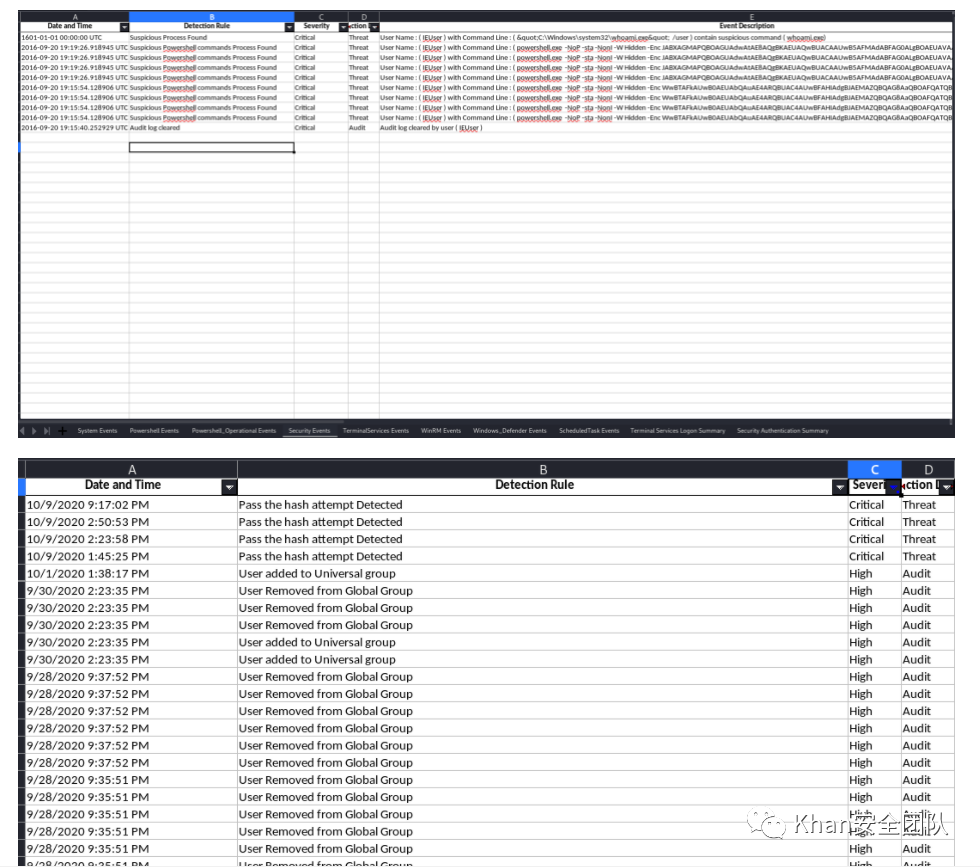 A B C D E
Date and Time Detection Rule Severity ction Event Description
1601-01-01 00:00:00 UTC Suspicious Process Found Critical Threat User Name : ( IEUser ) with Command Line : ( &quot;C:\Windows\system32\whoami.exe&quot; /user ) contain suspicious command ( whoami.exe)
2016-09-20 19:19:26.918945 UTC Suspicious Powershell commands Process Found Critical Threat User Name : ( IEUser ) with Command Line : ( powershell.exe -NoP -sta -NonI -W Hidden -Enc
2016-09-20 19:19:26.918945 UTC Suspicious Powershell commands Process Found Critical Threat User Name : ( IEUser ) with Command Line : ( powershell.exe -NoP -sta -NonI -W Hidden -Enc
2016-09-20 19:19:26.918945 UTC Suspicious Powershell commands Process Found Critical Threat User Name : ( IEUser ) with Command Line : ( powershell.exe -NoP -sta -NonI -W Hidden -Enc
2016-09-20 19:19:26.918945 UTC Suspicious Powershell commands Process Found Critical Threat User Name : ( IEUser ) with Command Line : ( powershell.exe -NoP -sta -NonI -W Hidden -Enc
2016-09-20 19:15:54.128906 UTC Suspicious Powershell commands Process Found Critical Threat User Name : ( IEUser ) with Command Line : ( powershell.exe -NoP -sta -NonI -W Hidden -Enc
2016-09-20 19:15:54.128906 UTC Suspicious Powershell commands Process Found Critical Threat User Name : ( IEUser ) with Command Line : ( powershell.exe -NoP -sta -NonI -W Hidden -Enc
2016-09-20 19:15:54.128906 UTC Suspicious Powershell commands Process Found Critical Threat User Name : ( IEUser ) with Command Line : ( powershell.exe -NoP -sta -NonI -W Hidden -Enc
2016-09-20 19:15:54.128906 UTC Suspicious Powershell commands Process Found Critical Threat User Name : ( IEUser ) with Command Line : ( powershell.exe -NoP -sta -NonI -W Hidden -Enc
2016-09-20 19:15:40.252929 UTC Audit log cleared Critical Audit Audit log cleared by user ( IEUser )
System Events Powershell Events Powershell_Operational Events Security Events TerminalServices Events WinRM Events Windows_Defender Events ScheduledTask Events Terminal Services Logon Summary Security Authentication Summary
A B C D
Date and Time Detection Rule Severi ction D
10/9/2020 9:17:02 PM Pass the hash attempt Detected Critical Threat
10/9/2020 2:50:53 PM Pass the hash attempt Detected Critical Threat
10/9/2020 2:23:58 PM Pass the hash attempt Detected Critical Threat
10/9/2020 1:45:25 PM Pass the hash attempt Detected Critical Threat
10/1/2020 1:38:17 PM User added to Universal group High Audit
9/30/2020 2:23:35 PM User Removed from Global Group High Audit
9/30/2020 2:23:35 PM User Removed from Global Group High Audit
9/30/2020 2:23:35 PM User Removed from Global Group High Audit
9/30/2020 2:23:35 PM User added to Universal group High Audit
9/30/2020 2:23:35 PM User added to Universal group High Audit
9/28/2020 9:37:52 PM User Removed from Global Group High Audit
9/28/2020 9:37:52 PM User Removed from Global Group High Audit
9/28/2020 9:37:52 PM User Removed from Global Group High Audit
9/28/2020 9:37:52 PM User Removed from Global Group High Audit
9/28/2020 9:37:52 PM User Removed from Global Group High Audit
9/28/2020 9:37:52 PM User Removed from Global Group High Audit
9/28/2020 9:35:51 PM User Removed from Global Group High Audit
9/28/2020 9:35:51 PM User Removed from Global Group High Audit
9/28/2020 9:35:51 PM User Removed from Global Group High Audit
9/28/2020 9:35:51 PM User Removed from Global Group High Audit
9/28/2020 9:35:51 PM User Removed from Global Group High Audit
9/28/2020 9:35:51 PM User Removed from Global Group High Audit
Khan安全团队